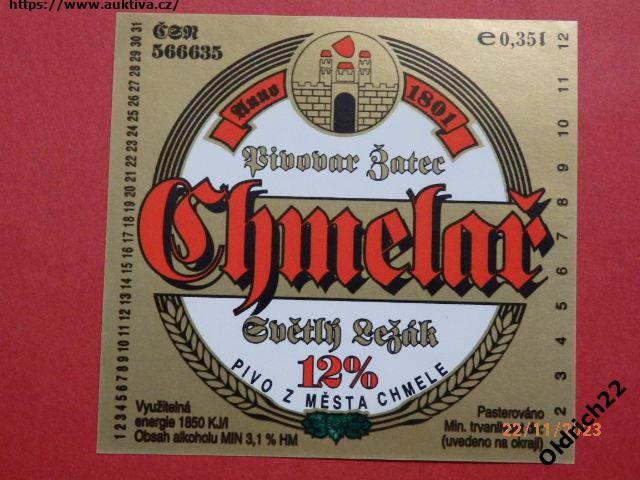 https://www.auktiva.cz/
ČSN
566635
e 0,35 l
Anno 1801
Pivovar Žatec
Chmelař
Světlý Ležák
12%
PIVO Z MĚSTA CHMELE
Využitelná
energie 1850 KJ/l
Obsah alkoholu MIN 3,1 % HM
Pasterováno
Min. trvanlivost
(uvedeno na okraji)
1 2 3 4 5 6 7 8 9 10 11 12 13 14 15 16 17 18 19 20 21 22 23 24 25 26 27 28 29 30 31
1 2 3 4 5 6 7 8 9 10 11 12
22/11/2023
Oldrich22